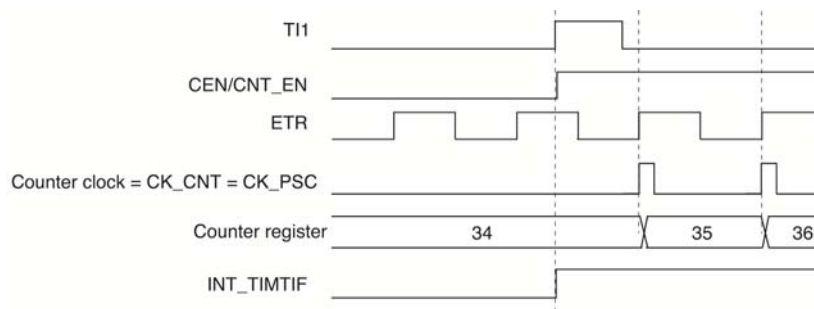 TI1
CEN/CNT_EN
ETR
Counter clock = CK_CNT = CK_PSC
Counter register 34 35 36
INT_TIMTIF